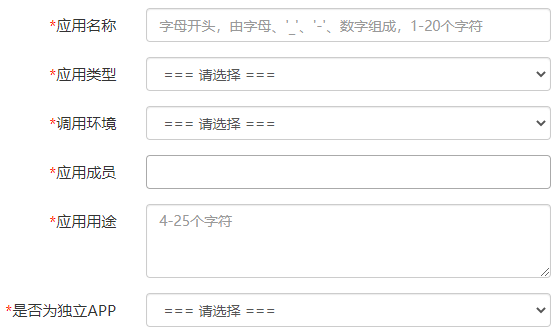 *应用名称 字母开头，由字母、'_'、'-'、数字组成，1-20个字符
*应用类型 === 请选择 ===
*调用环境 === 请选择 ===
*应用成员
*应用用途 4-25个字符
*是否为独立APP === 请选择 ===